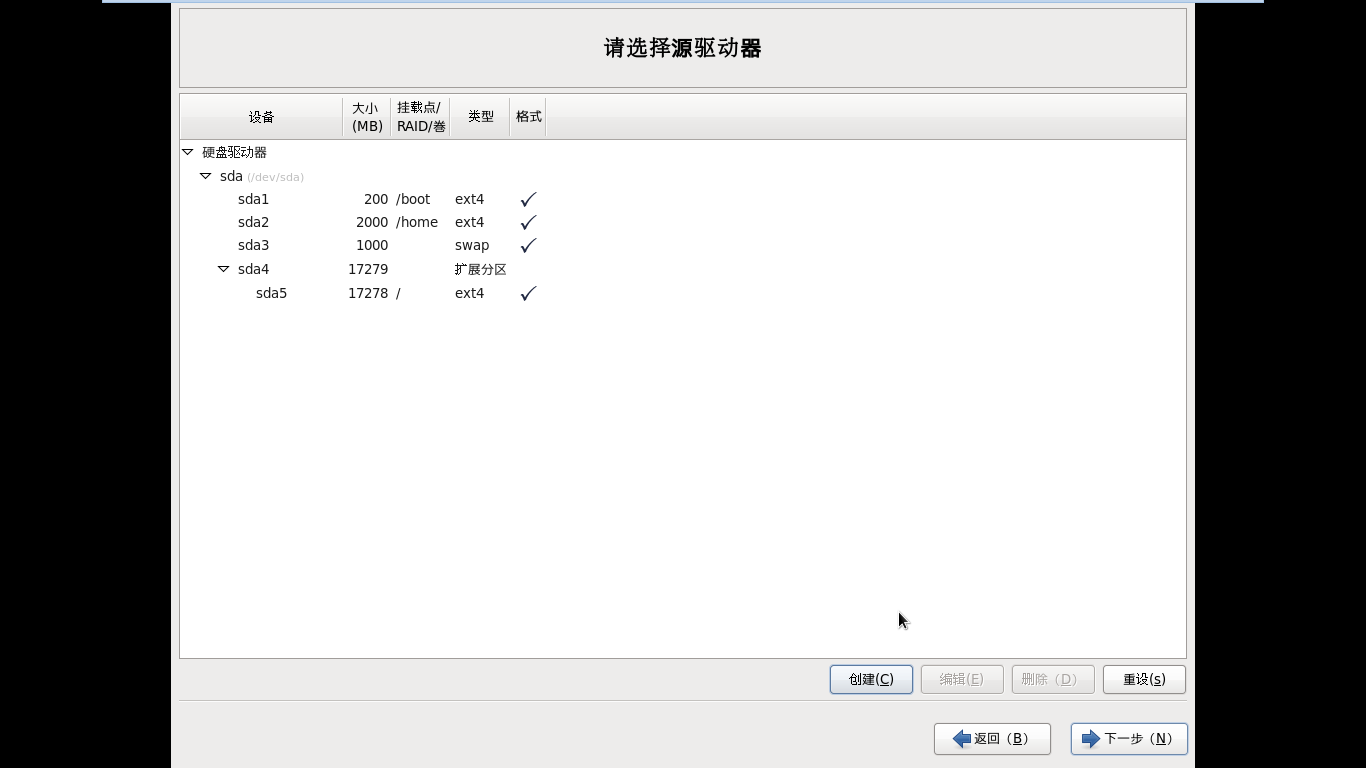 请选择源驱动器
设备 大小(MB) 挂载点/RAID/卷 类型 格式
硬盘驱动器
sda (/dev/sda)
sda1 200 /boot ext4 ✓
sda2 2000 /home ext4 ✓
sda3 1000 swap ✓
sda4 17279 扩展分区
sda5 17278 / ext4 ✓
创建(C) 编辑(E) 删除（D） 重设(s)
返回（B） 下一步（N）